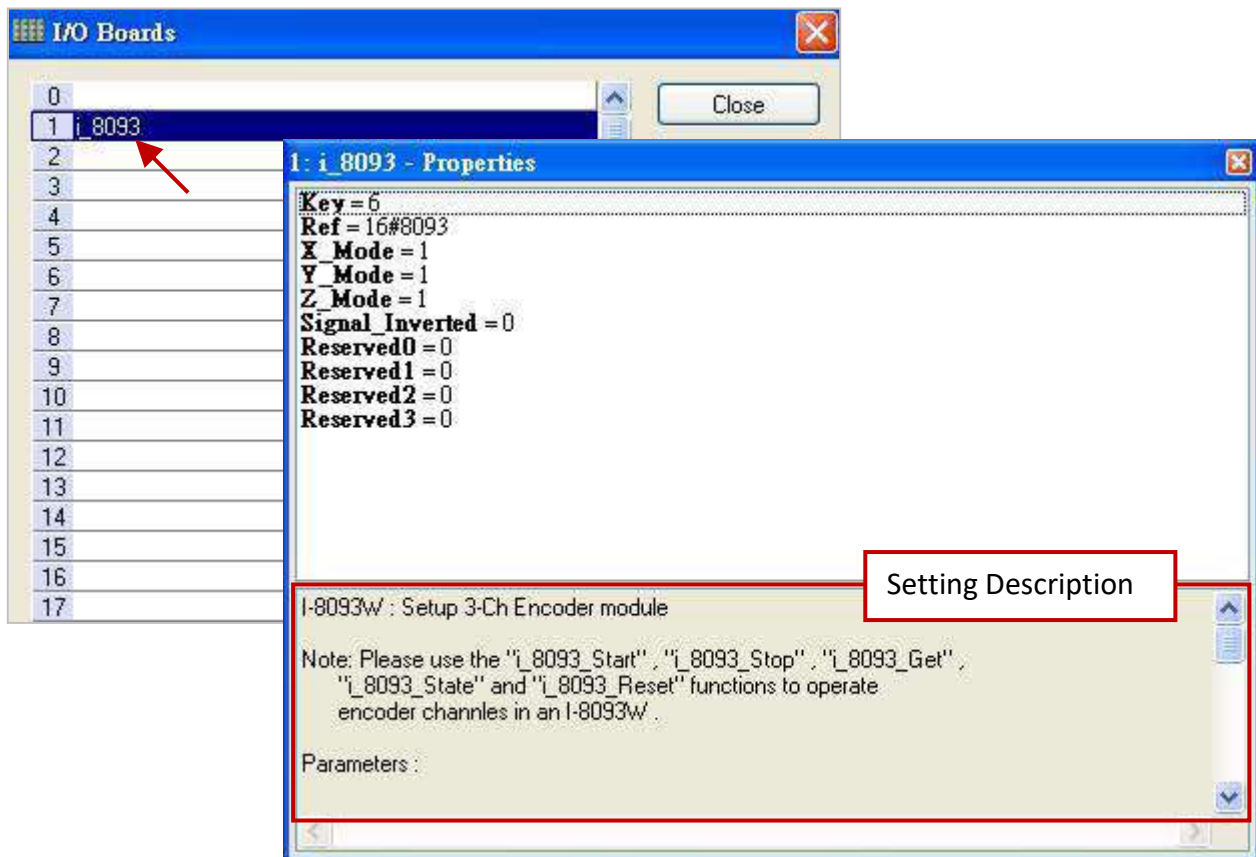 I/O Boards
Close
0
1 i_8093
2
3
4
5
6
7
8
9
10
11
12
13
14
15
16
17
1: i_8093 - Properties
Key = 6
Ref = 16#8093
X_Mode = 1
Y_Mode = 1
Z_Mode = 1
Signal_Inverted = 0
Reserved0 = 0
Reserved1 = 0
Reserved2 = 0
Reserved3 = 0
Setting Description
I-8093W : Setup 3-Ch Encoder module
Note: Please use the "i_8093_Start" , "i_8093_Stop" , "i_8093_Get" ,
"i_8093_State" and "i_8093_Reset" functions to operate
encoder channles in an I-8093W .
Parameters :